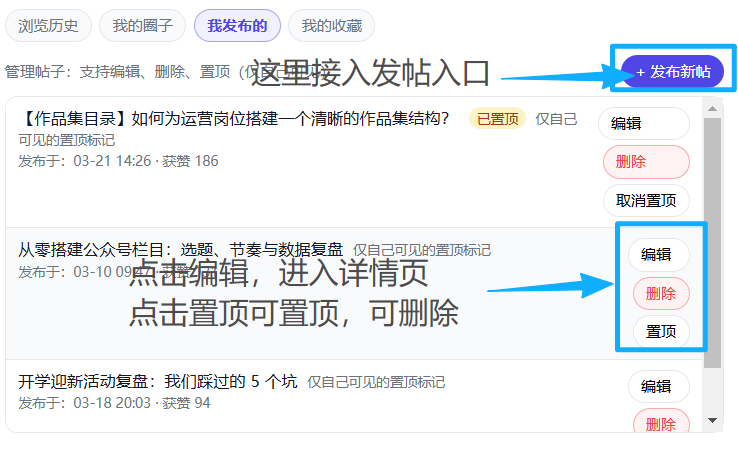 浏览历史 我的圈子 我发布的 我的收藏
管理帖子：支持编辑、删除、置顶（仅自己可见）
这里接入发帖入口
+ 发布新帖
【作品集目录】如何为运营岗位搭建一个清晰的作品集结构？ 已置顶 仅自己
可见的置顶标记
发布于：03-21 14:26 · 获赞 186
编辑
删除
取消置顶
从零搭建公众号栏目：选题、节奏与数据复盘 仅自己可见的置顶标记
发布于：03-10 09:47 · 获赞
点击编辑，进入详情页
点击置顶可置顶，可删除
编辑
删除
置顶
开学迎新活动复盘：我们踩过的 5 个坑 仅自己可见的置顶标记
发布于：03-18 20:03 · 获赞 94
编辑
删除